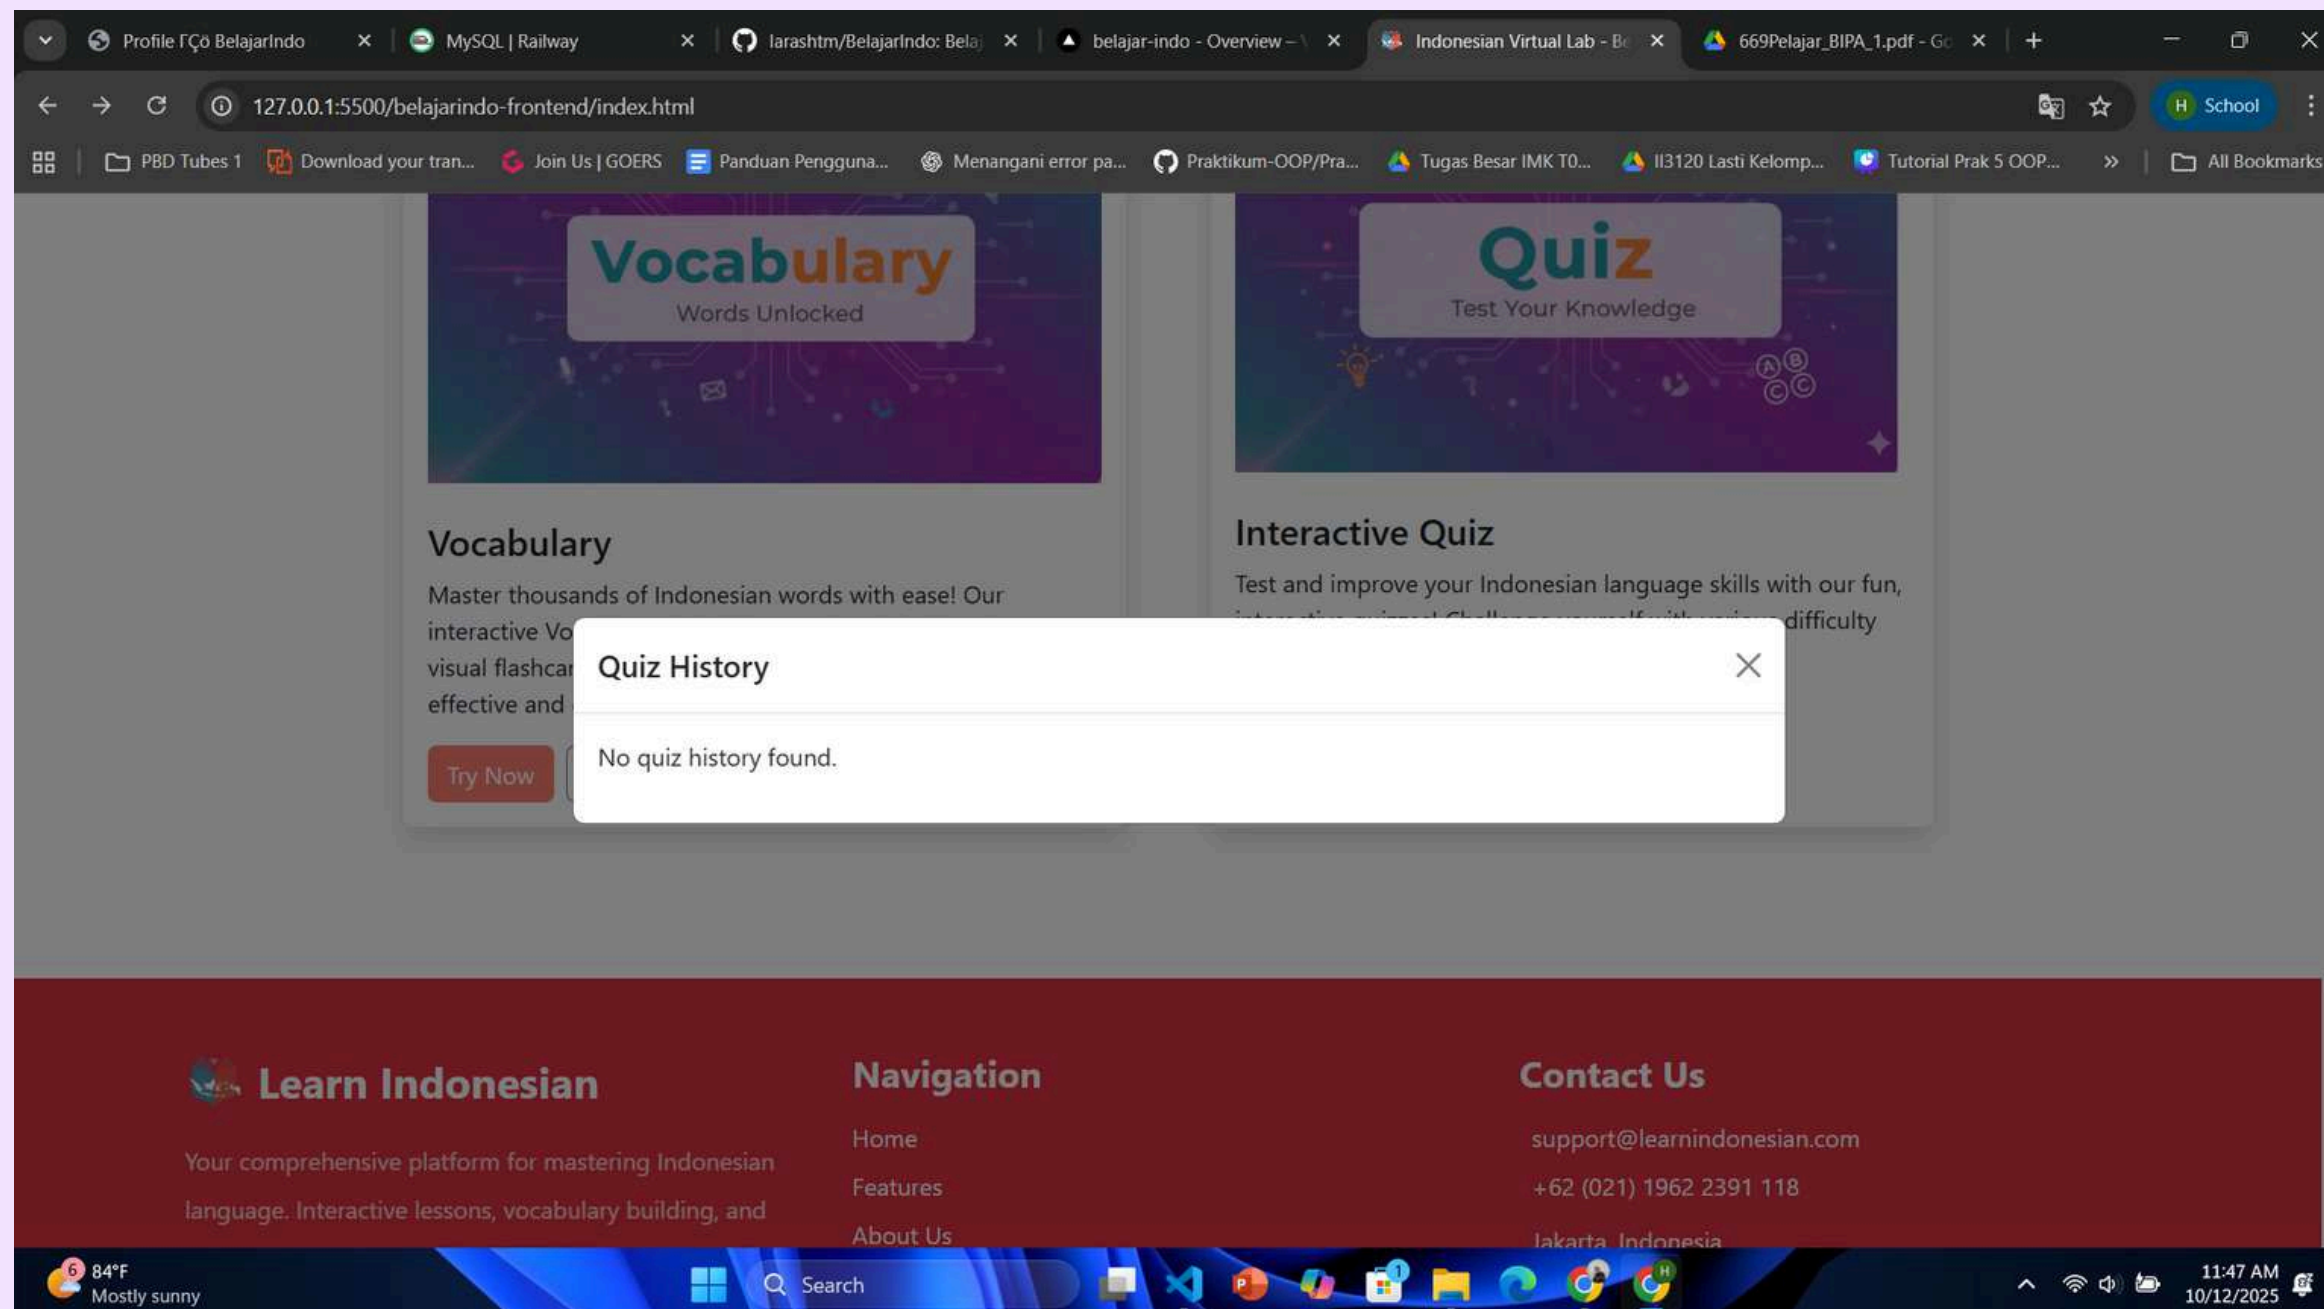 Profile ΓÇö BelajarIndo
MySQL | Railway
larashtm/BelajarIndo: Bela
belajar-indo - Overview –
Indonesian Virtual Lab - Be
669Pelajar_BIPA_1.pdf - Go
127.0.0.1:5500/belajarindo-frontend/index.html
H School
PBD Tubes 1
Download your tran...
Join Us | GOERS
Panduan Pengguna...
Menangani error pa...
Praktikum-OOP/Pra...
Tugas Besar IMK T0...
II3120 Lasti Kelomp...
Tutorial Prak 5 OOP...
All Bookmarks
Vocabulary
Words Unlocked
Vocabulary
Master thousands of Indonesian words with ease! Our
interactive Vo
visual flashcar
effective and
Try Now
Quiz
Test Your Knowledge
A B
C C
Interactive Quiz
Test and improve your Indonesian language skills with our fun,
difficulty
Quiz History
No quiz history found.
Learn Indonesian
Your comprehensive platform for mastering Indonesian
language. Interactive lessons, vocabulary building, and
Navigation
Home
Features
About Us
Contact Us
support@learnindonesian.com
+62 (021) 1962 2391 118
Jakarta, Indonesia
6
84°F
Mostly sunny
Search
1
H
11:47 AM
10/12/2025